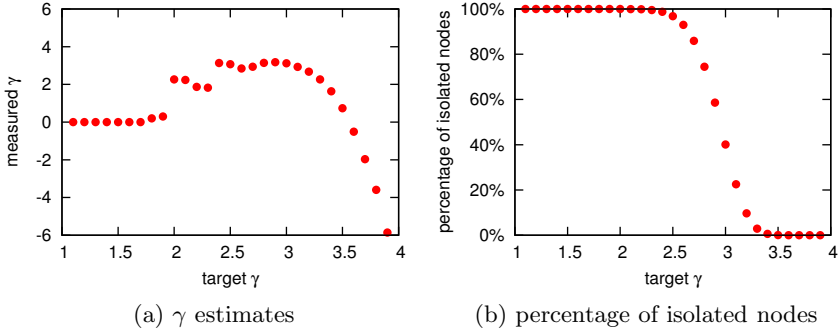 6
4
2
0
-2
-4
-6
measured γ
1 1.5 2 2.5 3 3.5 4
target γ
(a) γ estimates
100%
80%
60%
40%
20%
0%
percentage of isolated nodes
1 1.5 2 2.5 3 3.5 4
target γ
(b) percentage of isolated nodes